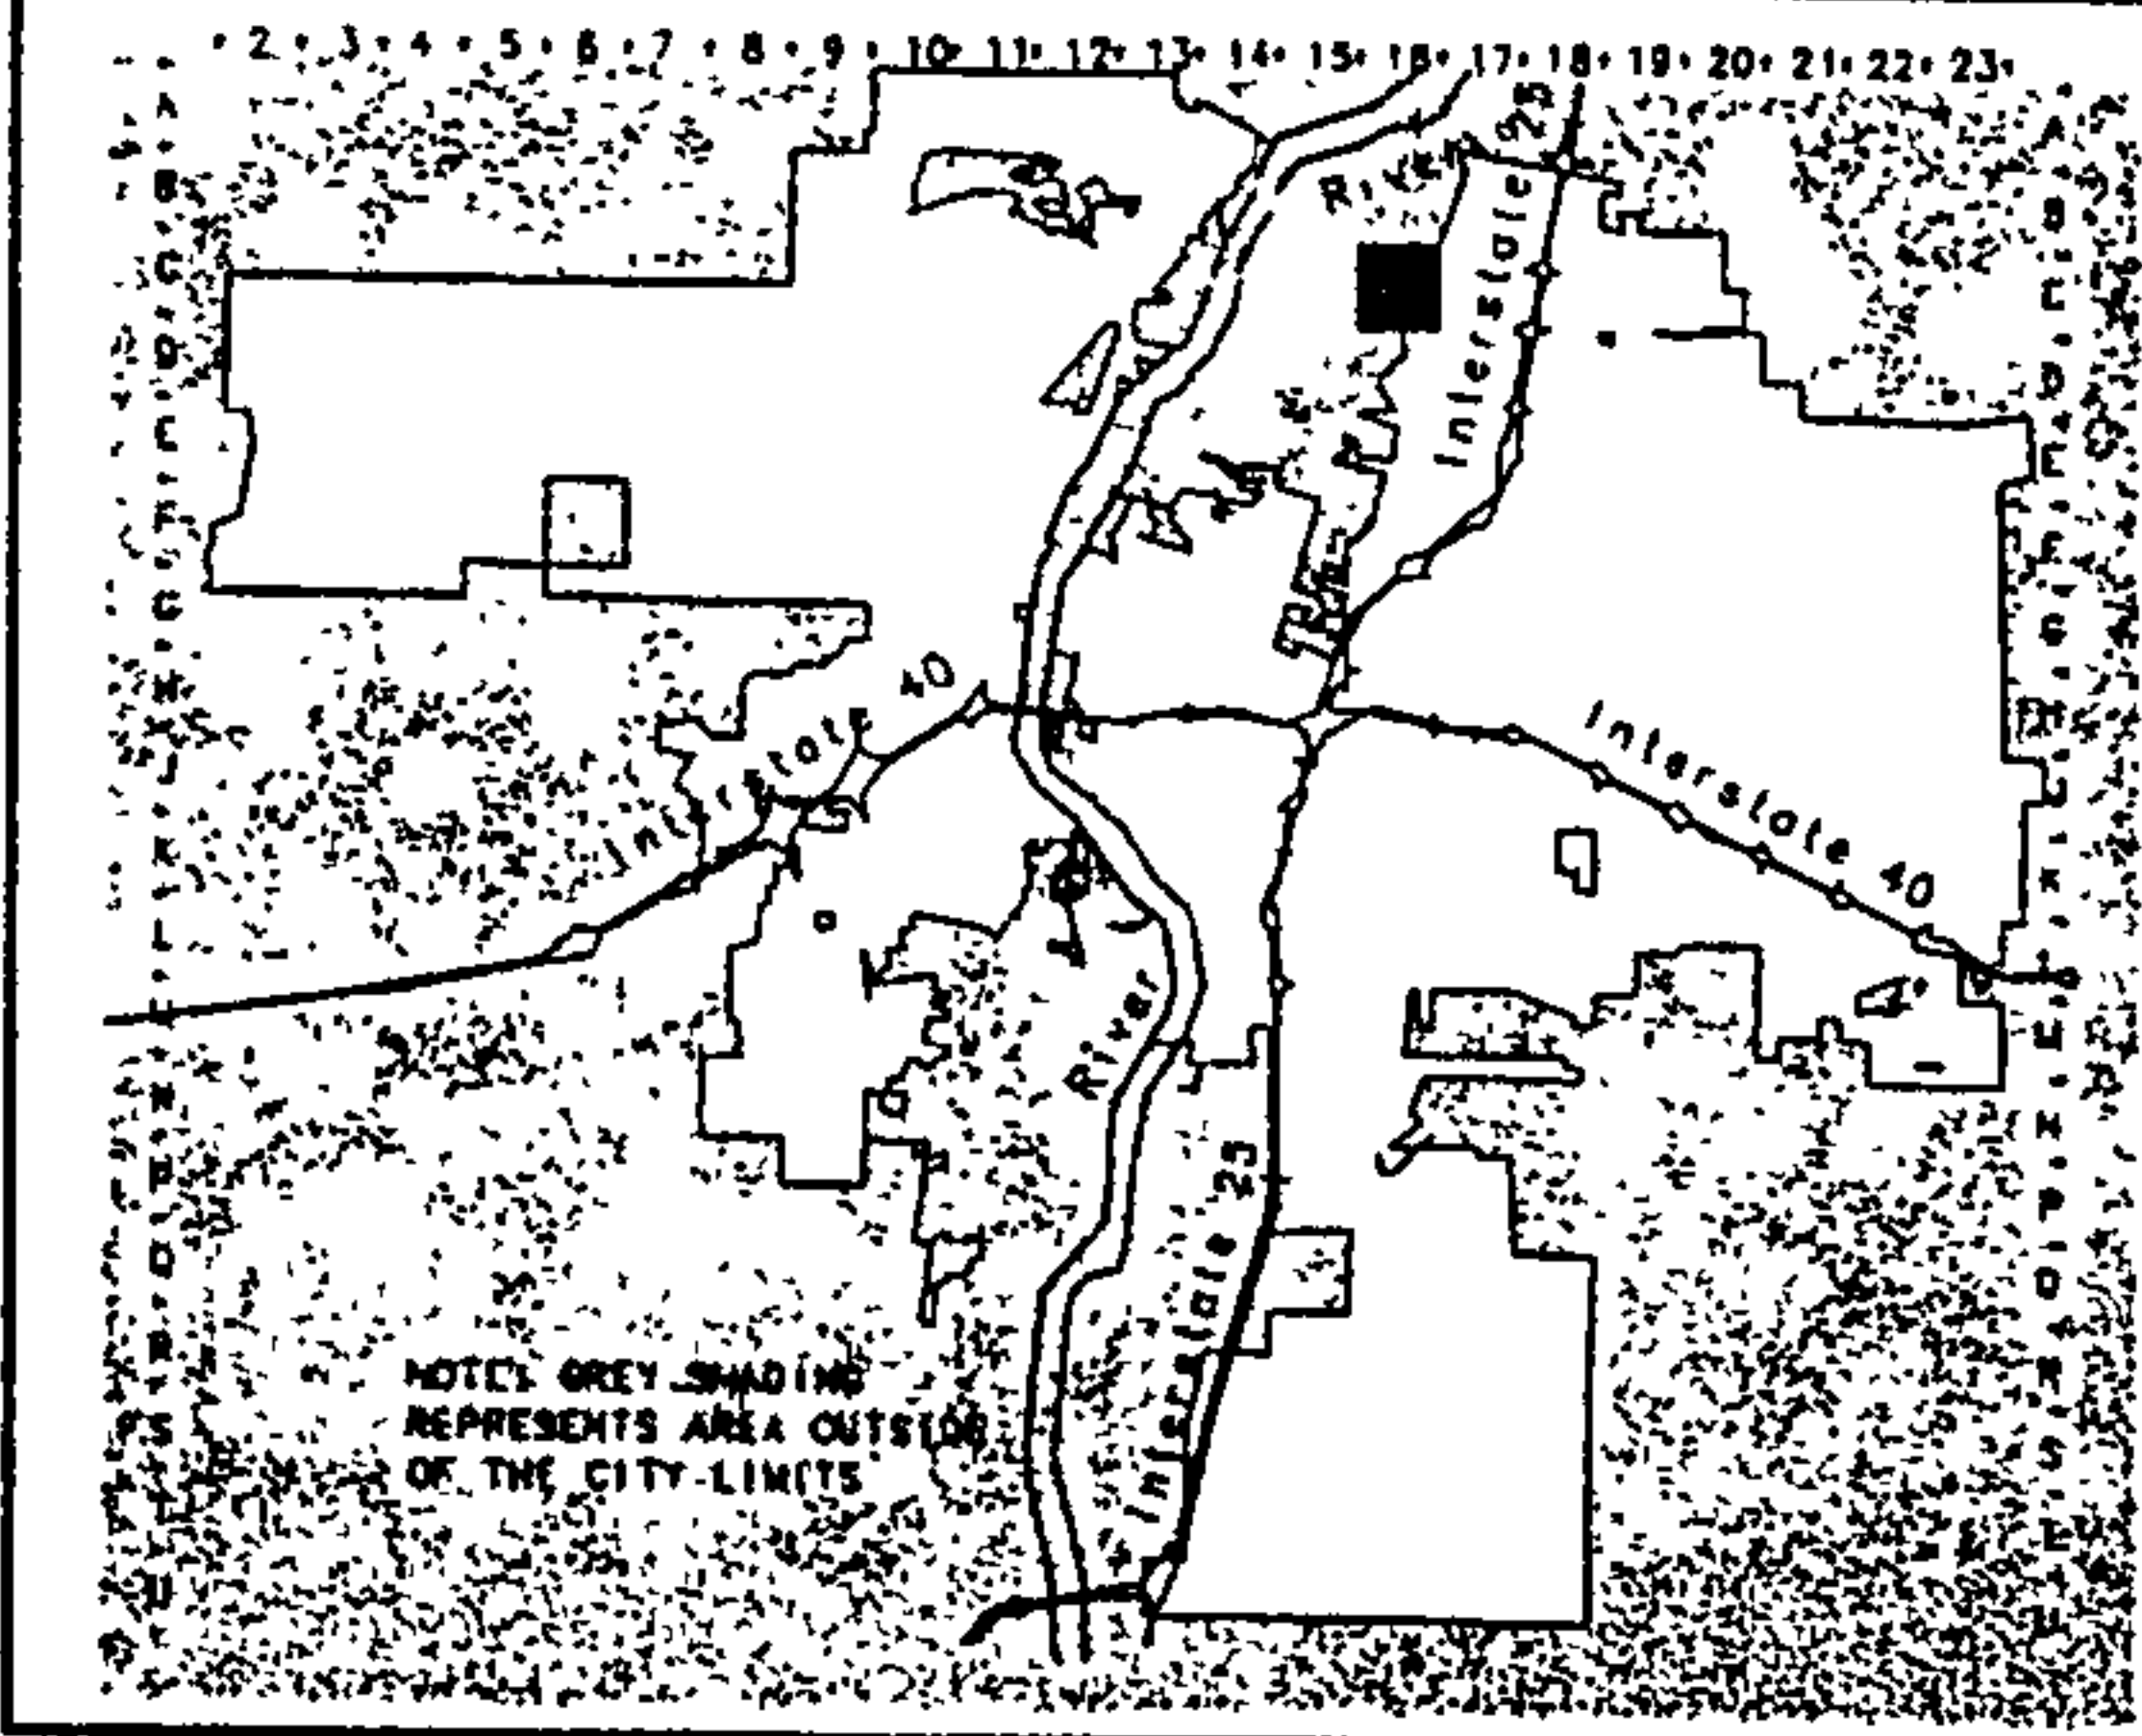 2 3 4 5 6 7 8 9 10 11 12 13 14 15 16 17 18 19 20 21 22 23
A
B
C
D
E
F
G
H
J
K
L
M
N
P
Q
R
S
U
River
Interstate 25
Interstate 40
Interstate 40
River
Interstate 25
NOTE: GREY SHADING
REPRESENTS AREA OUTSIDE
OF THE CITY LIMITS
A
B
C
D
E
F
G
H
J
K
L
M
N
P
Q
R
S
U